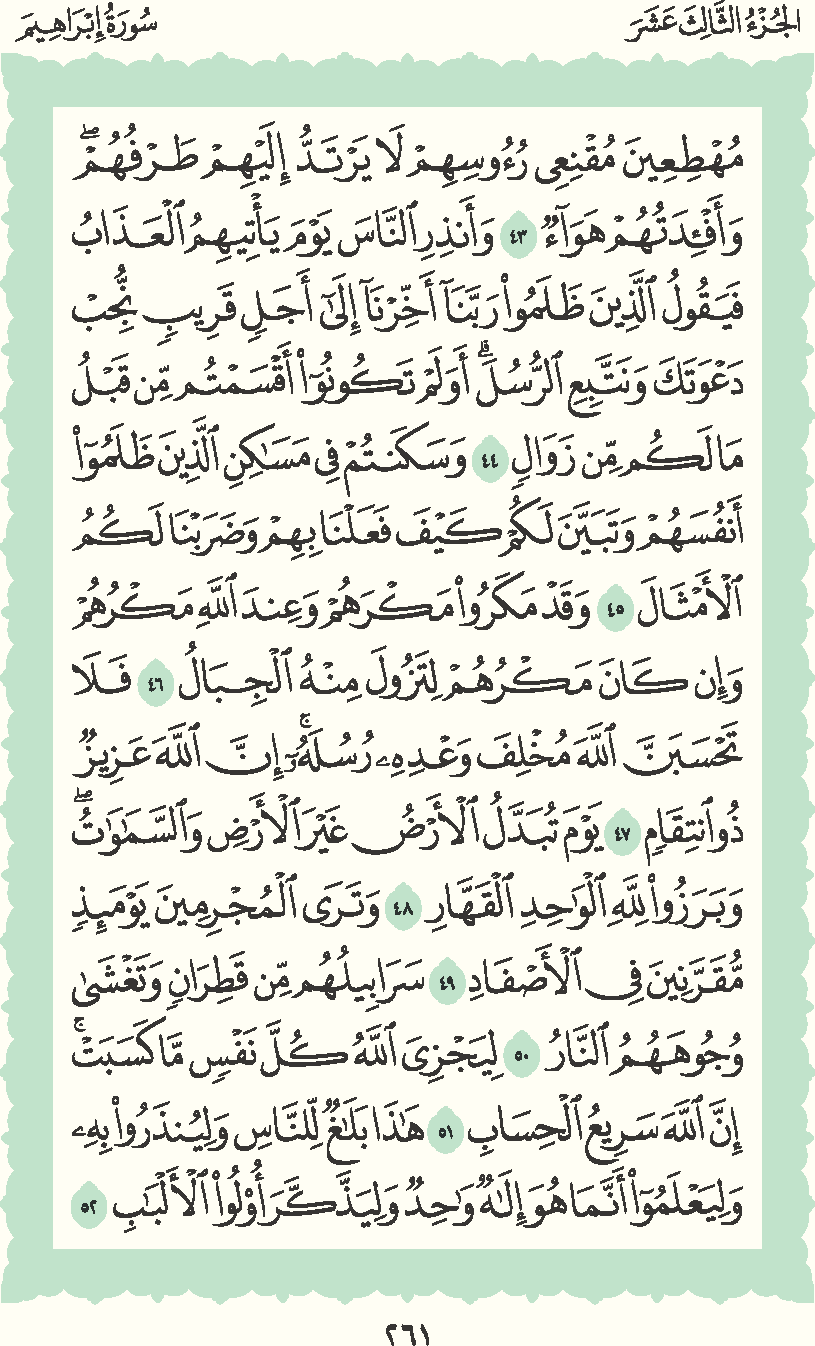 الجُزْءُ الثَّالِثَ عَشَرَ
سُورَةُ إِبْرَاهِيمَ
مُهْطِعِينَ مُقْنِعِى رُءُوسِهِمْ لَا يَرْتَدُّ إِلَيْهِمْ طَرْفُهُمْ ۖ
وَأَفْـِٔدَتُهُمْ هَوَآءٌ ٤٣ وَأَنذِرِ ٱلنَّاسَ يَوْمَ يَأْتِيهِمُ ٱلْعَذَابُ
فَيَقُولُ ٱلَّذِينَ ظَلَمُوا۟ رَبَّنَآ أَخِّرْنَآ إِلَىٰٓ أَجَلٍ قَرِيبٍ نُّجِبْ
دَعْوَتَكَ وَنَتَّبِعِ ٱلرُّسُلَ ۗ أَوَلَمْ تَكُونُوٓا۟ أَقْسَمْتُم مِّن قَبْلُ
مَا لَكُم مِّن زَوَالٍ ٤٤ وَسَكَنتُمْ فِى مَسَـٰكِنِ ٱلَّذِينَ ظَلَمُوٓا۟
أَنفُسَهُمْ وَتَبَيَّنَ لَكُمْ كَيْفَ فَعَلْنَا بِهِمْ وَضَرَبْنَا لَكُمُ
ٱلْأَمْثَالَ ٤٥ وَقَدْ مَكَرُوا۟ مَكْرَهُمْ وَعِندَ ٱللَّهِ مَكْرُهُمْ
وَإِن كَانَ مَكْرُهُمْ لِتَزُولَ مِنْهُ ٱلْجِبَالُ ٤٦ فَلَا
تَحْسَبَنَّ ٱللَّهَ مُخْلِفَ وَعْدِهِۦ رُسُلَهُۥٓ ۗ إِنَّ ٱللَّهَ عَزِيزٌ
ذُو ٱنتِقَامٍ ٤٧ يَوْمَ تُبَدَّلُ ٱلْأَرْضُ غَيْرَ ٱلْأَرْضِ وَٱلسَّمَـٰوَٰتُ ۖ
وَبَرَزُوا۟ لِلَّهِ ٱلْوَٰحِدِ ٱلْقَهَّارِ ٤٨ وَتَرَى ٱلْمُجْرِمِينَ يَوْمَئِذٍ
مُّقَرَّنِينَ فِى ٱلْأَصْفَادِ ٤٩ سَرَابِيلُهُم مِّن قَطِرَانٍ وَتَغْشَىٰ
وُجُوهَهُمُ ٱلنَّارُ ٥٠ لِيَجْزِىَ ٱللَّهُ كُلَّ نَفْسٍ مَّا كَسَبَتْ ۚ
إِنَّ ٱللَّهَ سَرِيعُ ٱلْحِسَابِ ٥١ هَـٰذَا بَلَـٰغٌ لِّلنَّاسِ وَلِيُنذَرُوا۟ بِهِۦ
وَلِيَعْلَمُوٓا۟ أَنَّمَا هُوَ إِلَـٰهٌ وَٰحِدٌ وَلِيَذَّكَّرَ أُو۟لُوا۟ ٱلْأَلْبَـٰبِ ٥٢
٢٦١